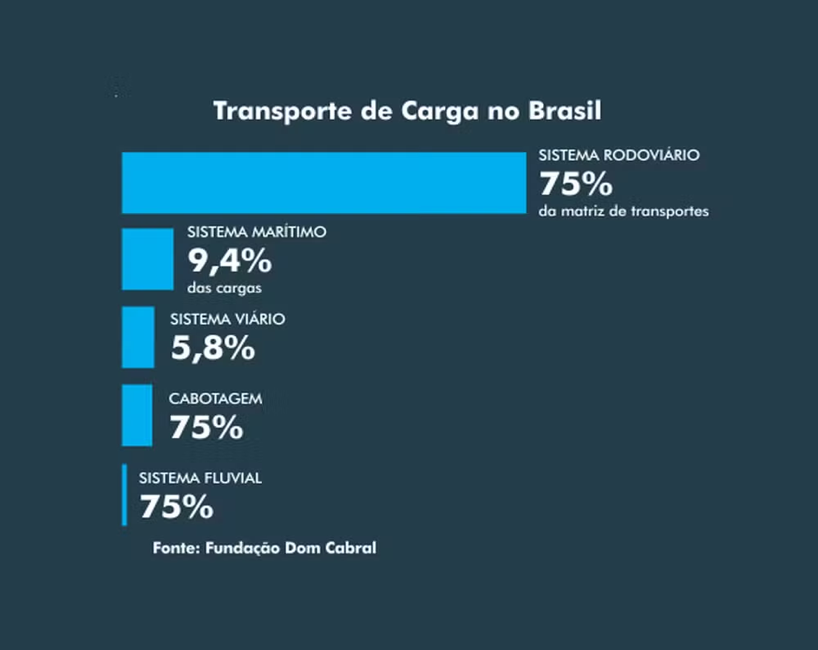 Transporte de Carga no Brasil
SISTEMA RODOVIÁRIO
75%
da matriz de transportes
SISTEMA MARÍTIMO
9,4%
das cargas
SISTEMA VIÁRIO
5,8%
CABOTAGEM
75%
SISTEMA FLUVIAL
75%
Fonte: Fundação Dom Cabral